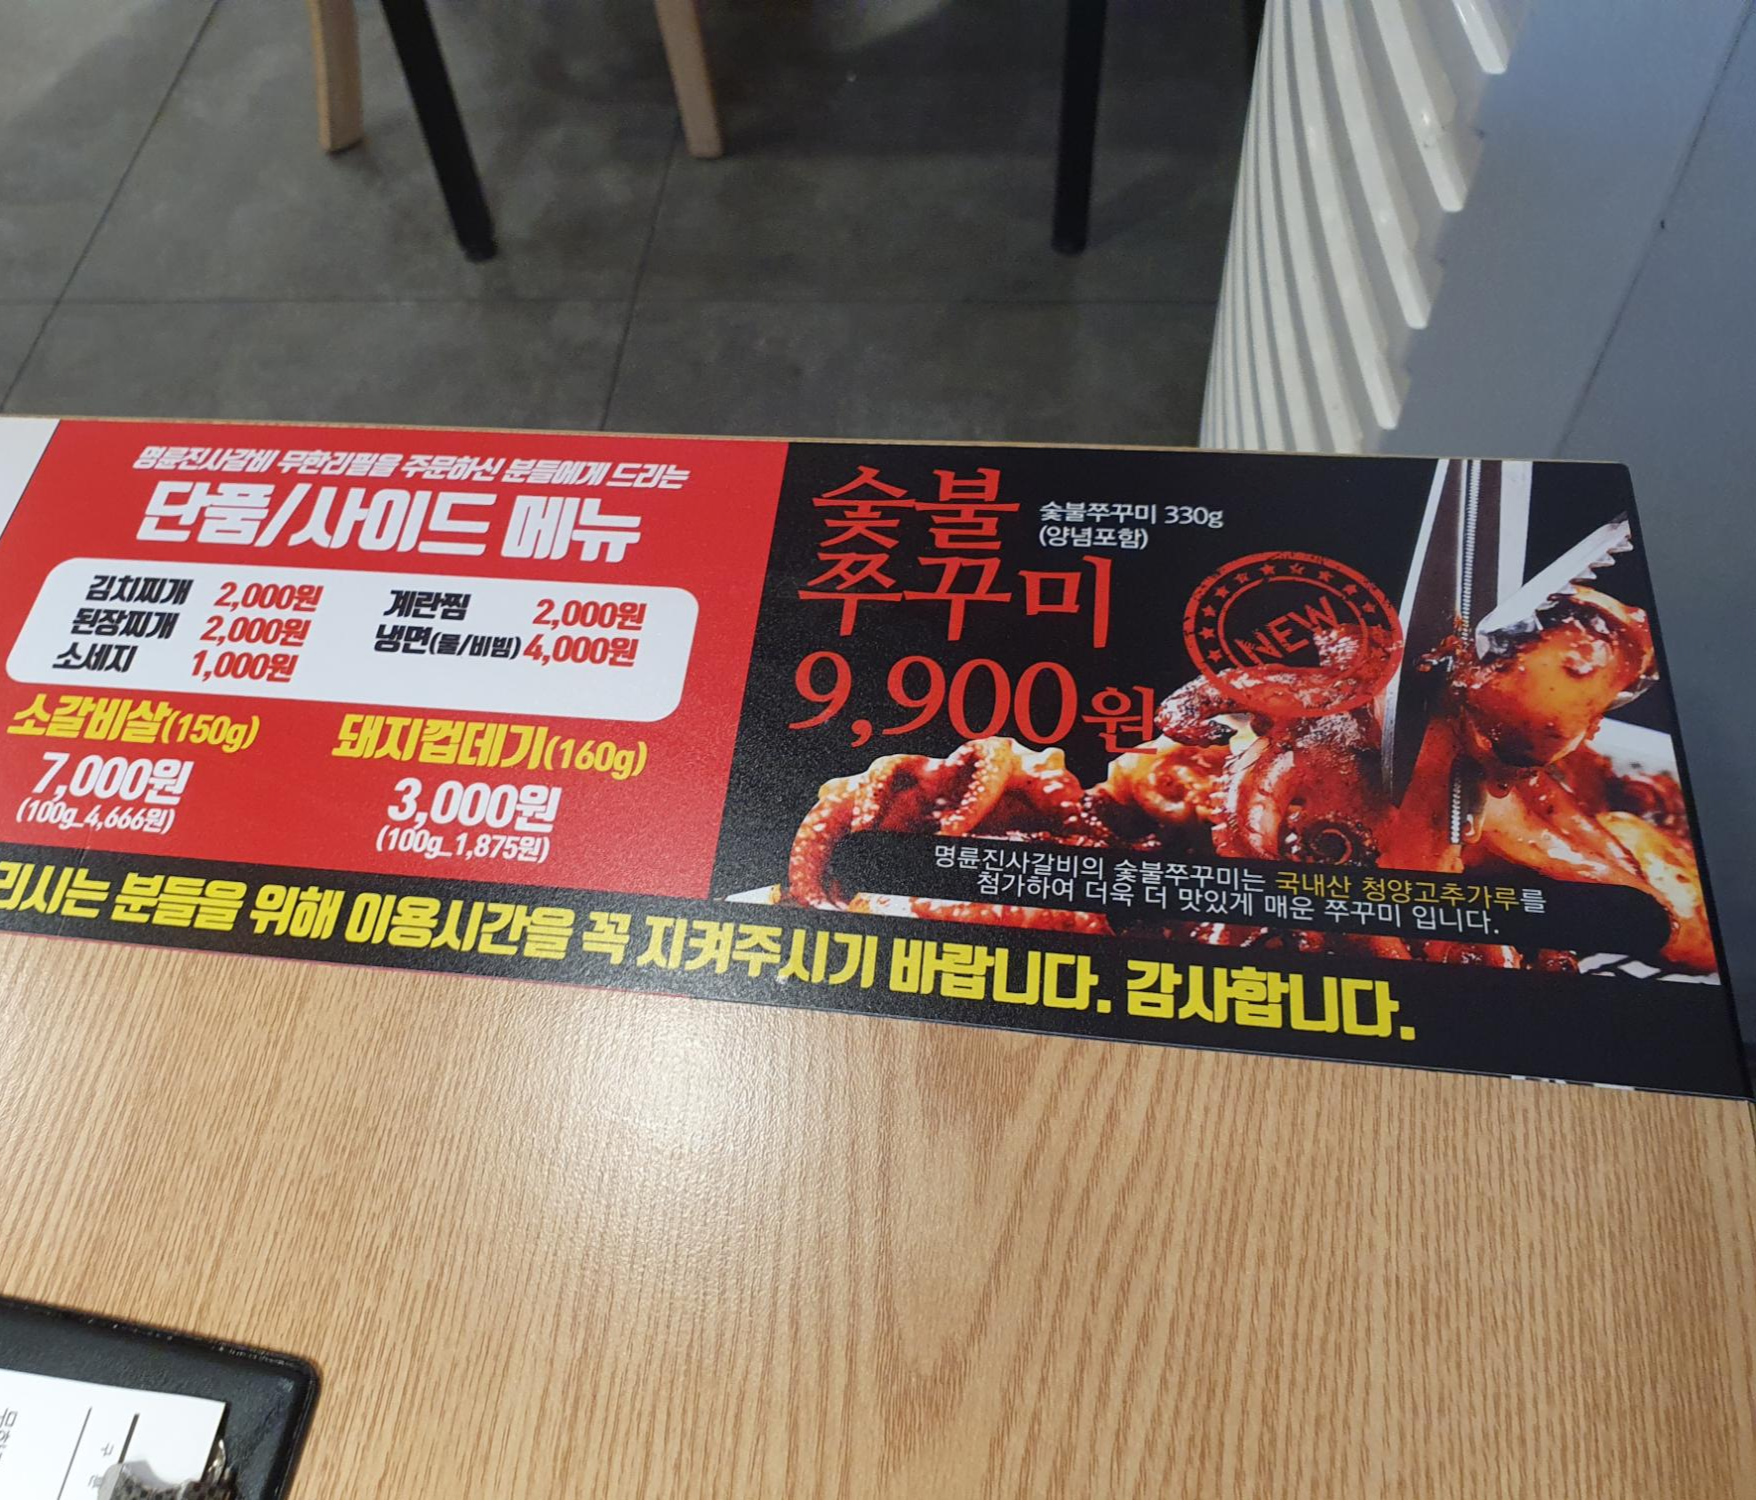 명륜진사갈비 무한리필을 주문하신 분들에게 드리는
단품/사이드 메뉴
김치찌개 2,000원
된장찌개 2,000원
소세지 1,000원
계란찜 2,000원
냉면(물/비빔) 4,000원
소갈비살(150g)
7,000원
(100g_4,666원)
돼지껍데기(160g)
3,000원
(100g_1,875원)
숯불
쭈꾸미
9,900원
숯불쭈꾸미 330g
(양념포함)
NEW
명륜진사갈비의 숯불쭈꾸미는 국내산 청양고추가루를
첨가하여 더욱 더 맛있게 매운 쭈꾸미 입니다.
리시는 분들을 위해 이용시간을 꼭 지켜주시기 바랍니다. 감사합니다.